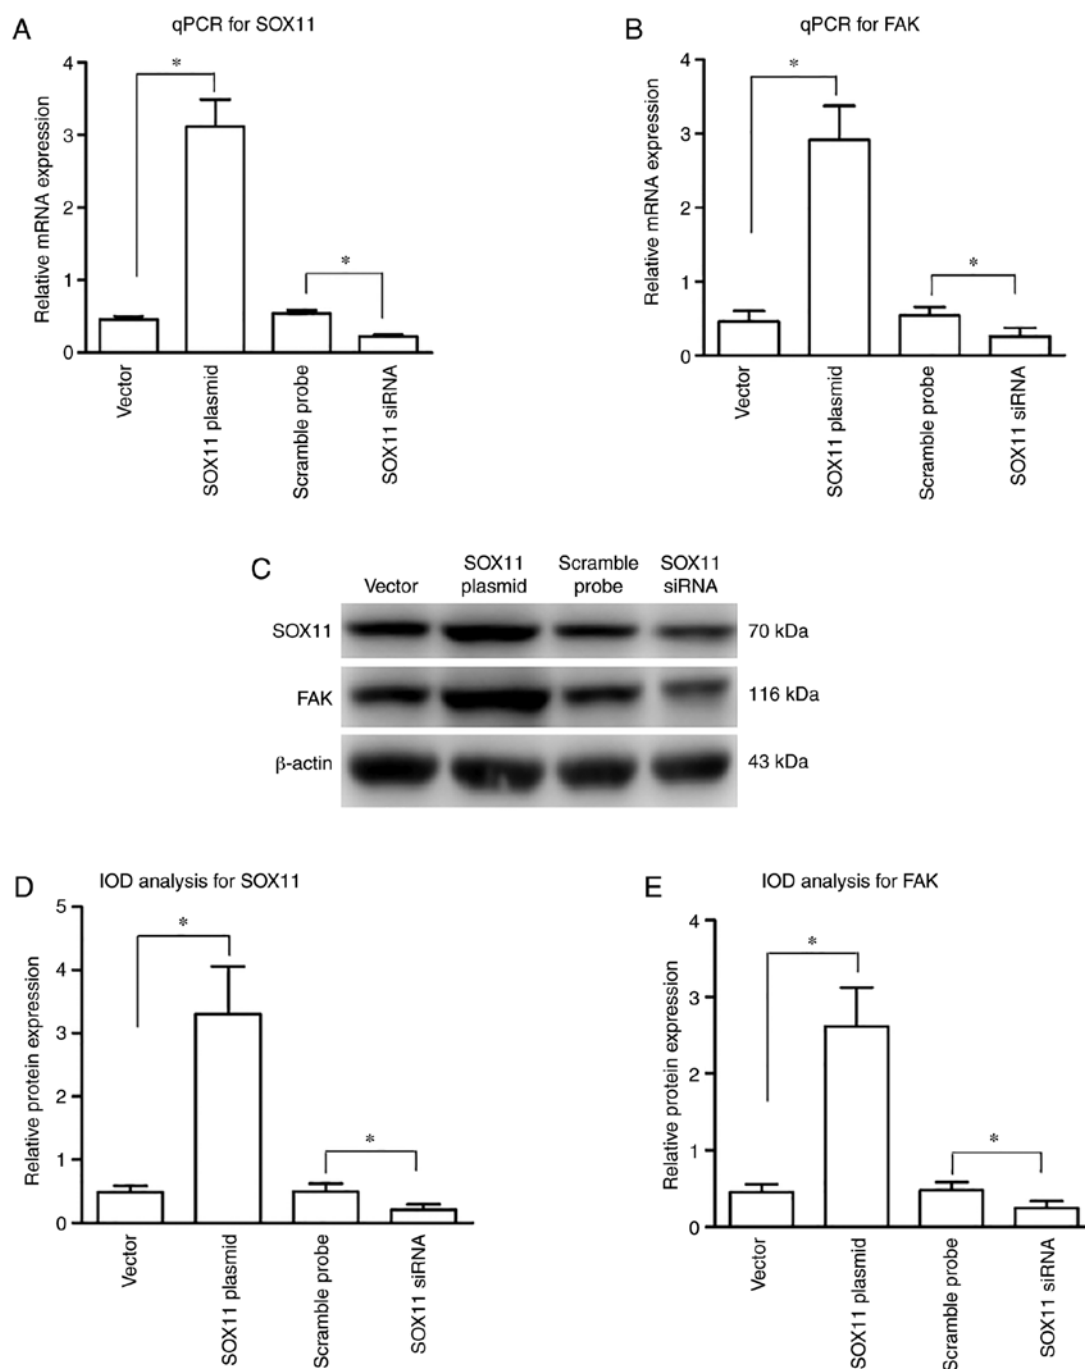 A
qPCR for SOX11
Relative mRNA expression
4
3
2
1
0
*
*
Vector
SOX11 plasmid
Scramble probe
SOX11 siRNA
B
qPCR for FAK
Relative mRNA expression
4
3
2
1
0
*
*
Vector
SOX11 plasmid
Scramble probe
SOX11 siRNA
C
Vector
SOX11
plasmid
Scramble
probe
SOX11
siRNA
SOX11
70 kDa
FAK
116 kDa
β-actin
43 kDa
D
IOD analysis for SOX11
Relative protein expression
5
4
3
2
1
0
*
*
Vector
SOX11 plasmid
Scramble probe
SOX11 siRNA
E
IOD analysis for FAK
Relative protein expression
4
3
2
1
0
*
*
Vector
SOX11 plasmid
Scramble probe
SOX11 siRNA